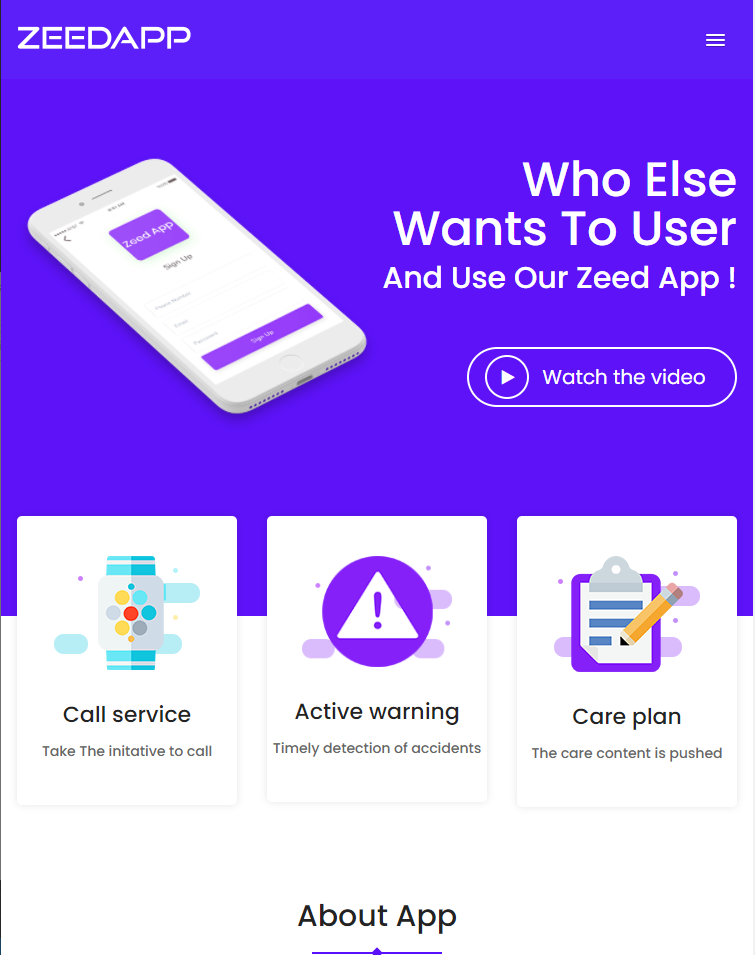 ZEEDAPP
Who Else
Wants To User
And Use Our Zeed App !
Zeed APP
Sign Up
Phone Number
Email
Password
Sign Up
Watch the video
Call service
Take The initative to call
Active warning
Timely detection of accidents
Care plan
The care content is pushed
About App